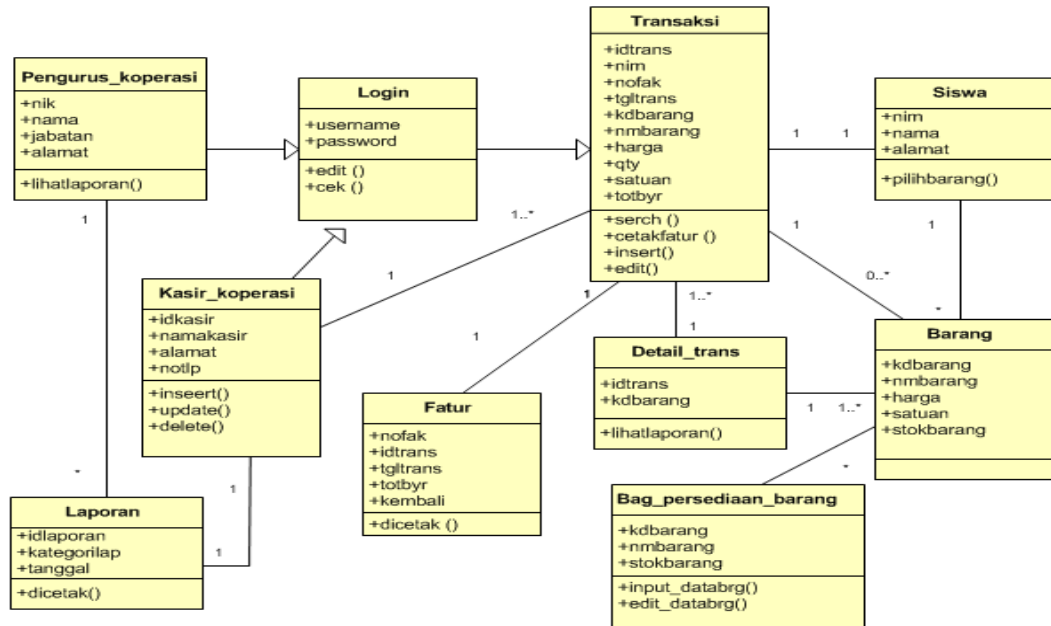 Pengurus_koperasi
+nik
+nama
+jabatan
+alamat
+lihatlaporan()
Login
+username
+password
+edit ()
+cek ()
Transaksi
+idtrans
+nim
+nofak
+tgltrans
+kdbarang
+nmbarang
+harga
+qty
+satuan
+totbyr
+serch ()
+cetakfatur ()
+insert()
+edit()
Siswa
+nim
+nama
+alamat
+pilihbarang()
1
1
1
1..*
1
1
0..*
1
*
Kasir_koperasi
+idkasir
+namakasir
+alamat
+notlp
+inseert()
+update()
+delete()
1
1
1..*
1
Detail_trans
+idtrans
+kdbarang
+lihatlaporan()
1
1..*
Barang
+kdbarang
+nmbarang
+harga
+satuan
+stokbarang
Fatur
+nofak
+idtrans
+tgltrans
+totbyr
+kembali
+dicetak ()
*
Bag_persediaan_barang
+kdbarang
+nmbarang
+stokbarang
+input_databrg()
+edit_databrg()
*
1
1
Laporan
+idlaporan
+kategorilap
+tanggal
+dicetak()